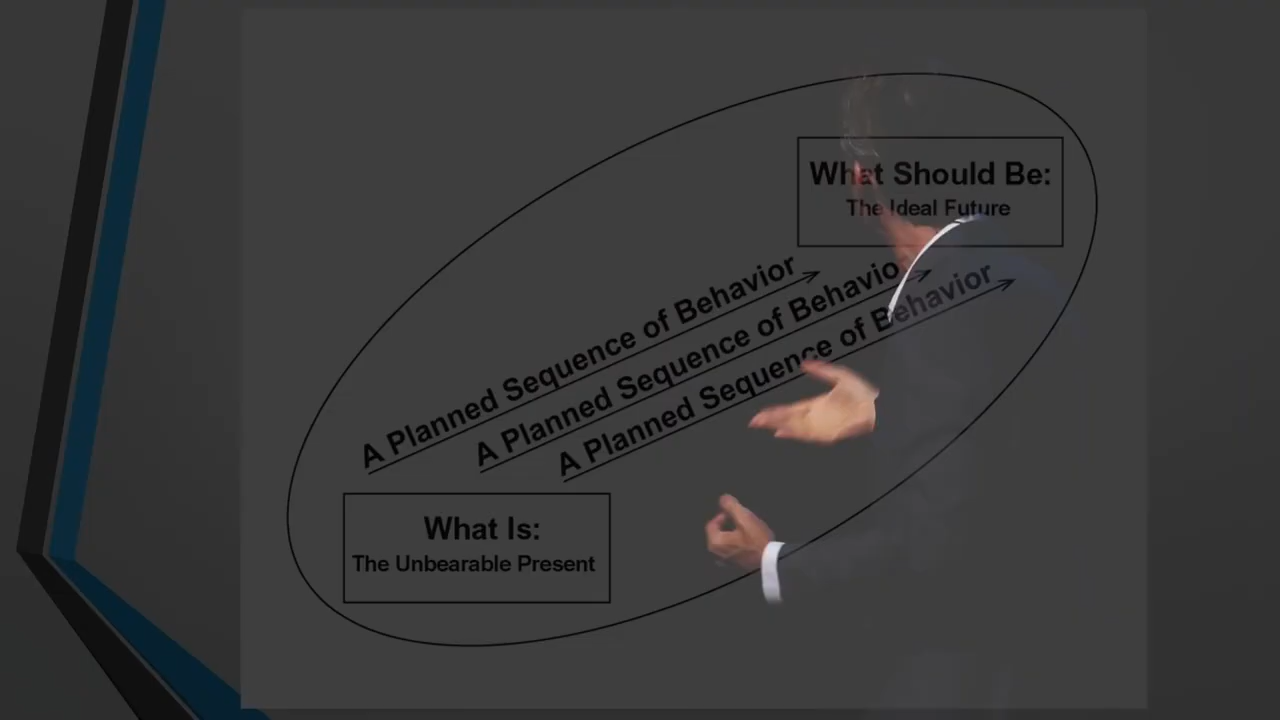 What Should Be:
The Ideal Future
A Planned Sequence of Behavior
A Planned Sequence of Behavio
A Planned Sequence of Behavior
What Is:
The Unbearable Present